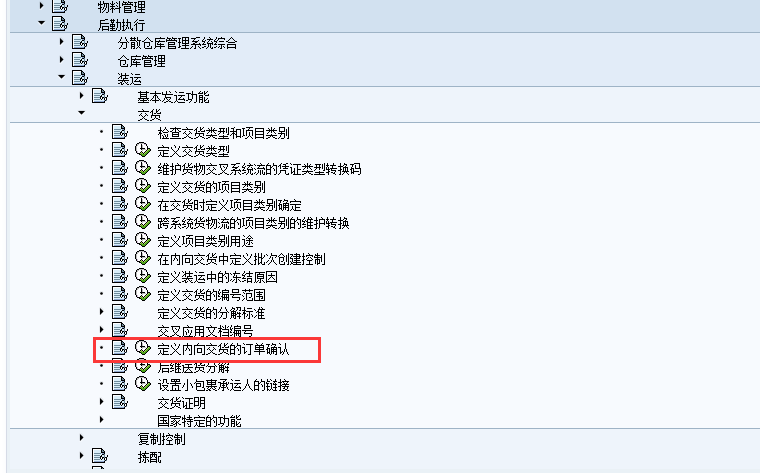 物料管理
后勤执行
分散仓库管理系统综合
仓库管理
装运
基本发运功能
交货
检查交货类型和项目类别
定义交货类型
维护货物交叉系统流的凭证类型转换码
定义交货的项目类别
在交货时定义项目类别确定
跨系统货物流的项目类别的维护转换
定义项目类别用途
在内向交货中定义批次创建控制
定义装运中的冻结原因
定义交货的编号范围
定义交货的分解标准
交叉应用文档编号
定义内向交货的订单确认
后维送货分解
设置小包裹承运人的链接
交货证明
国家特定的功能
复制控制
拣配